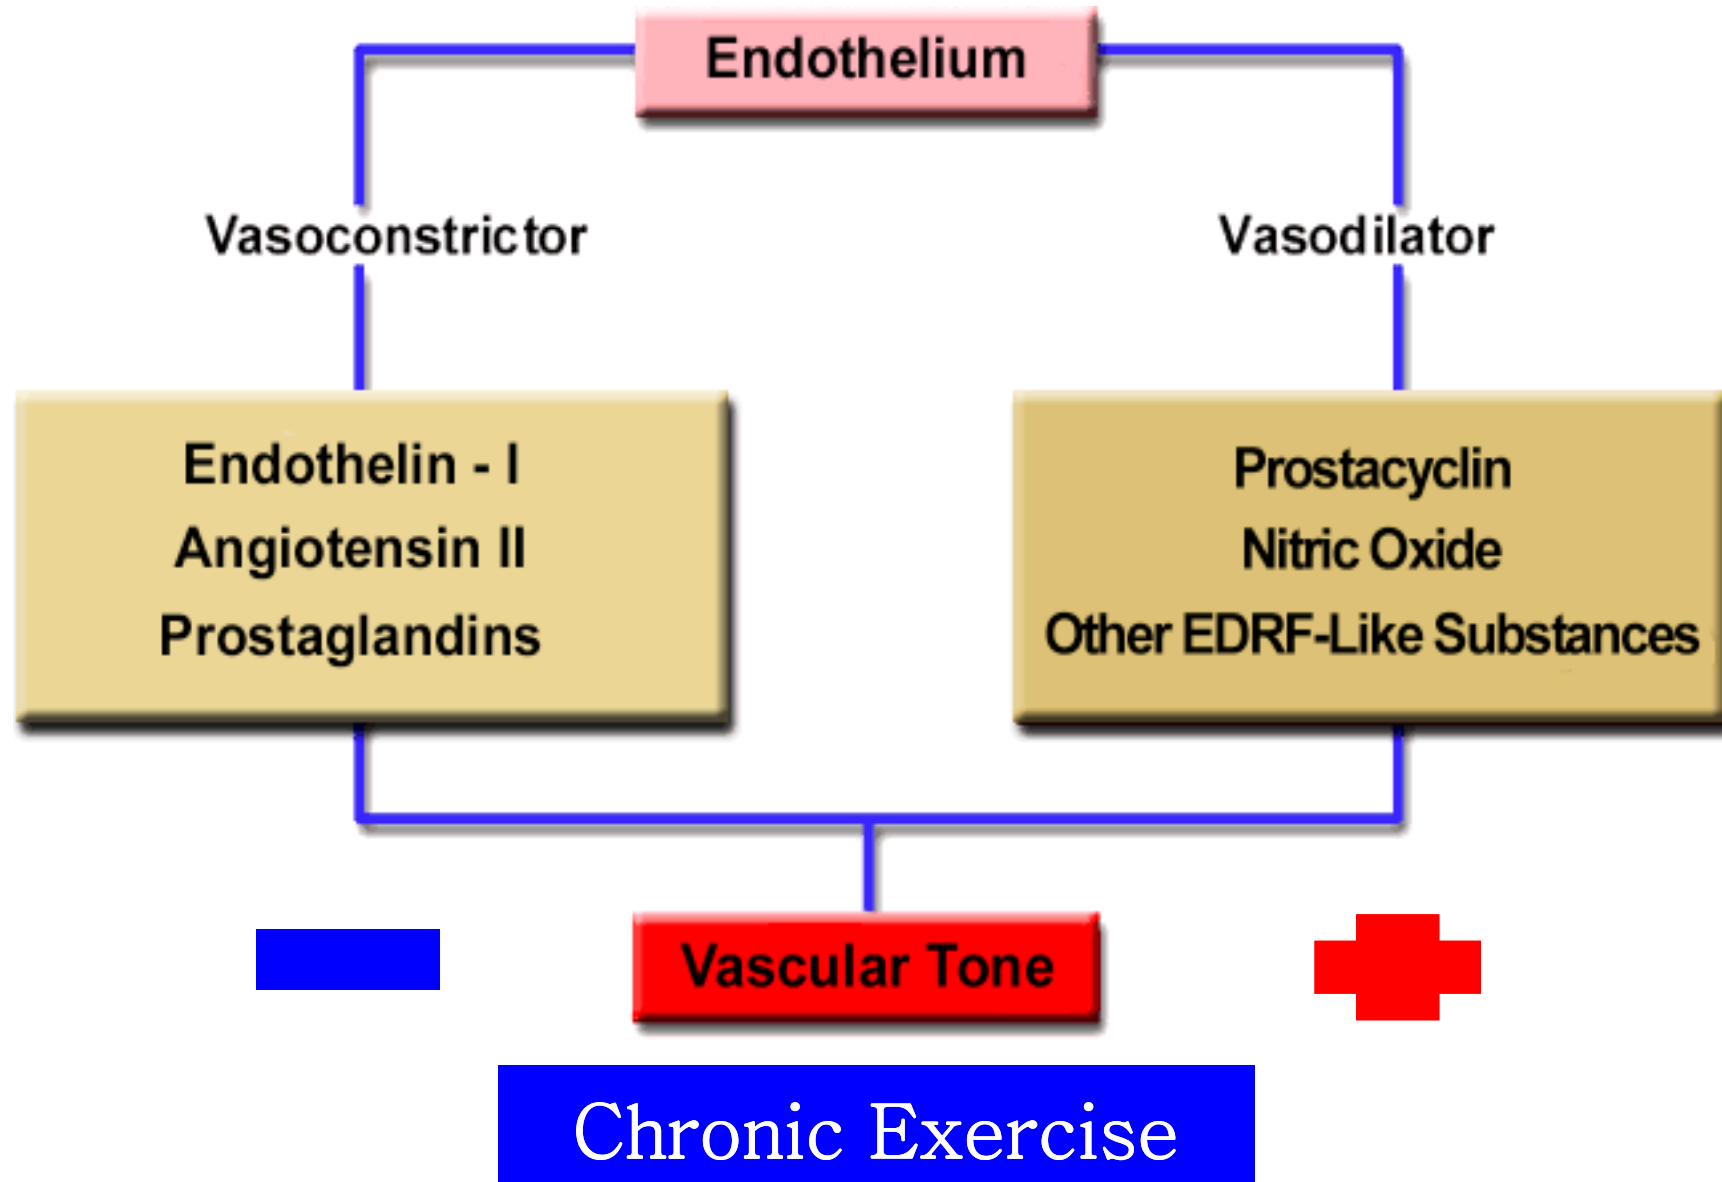 Endothelium
Vasoconstrictor
Vasodilator
Endothelin - I
Angiotensin II
Prostaglandins
Prostacyclin
Nitric Oxide
Other EDRF-Like Substances
Vascular Tone
Chronic Exercise